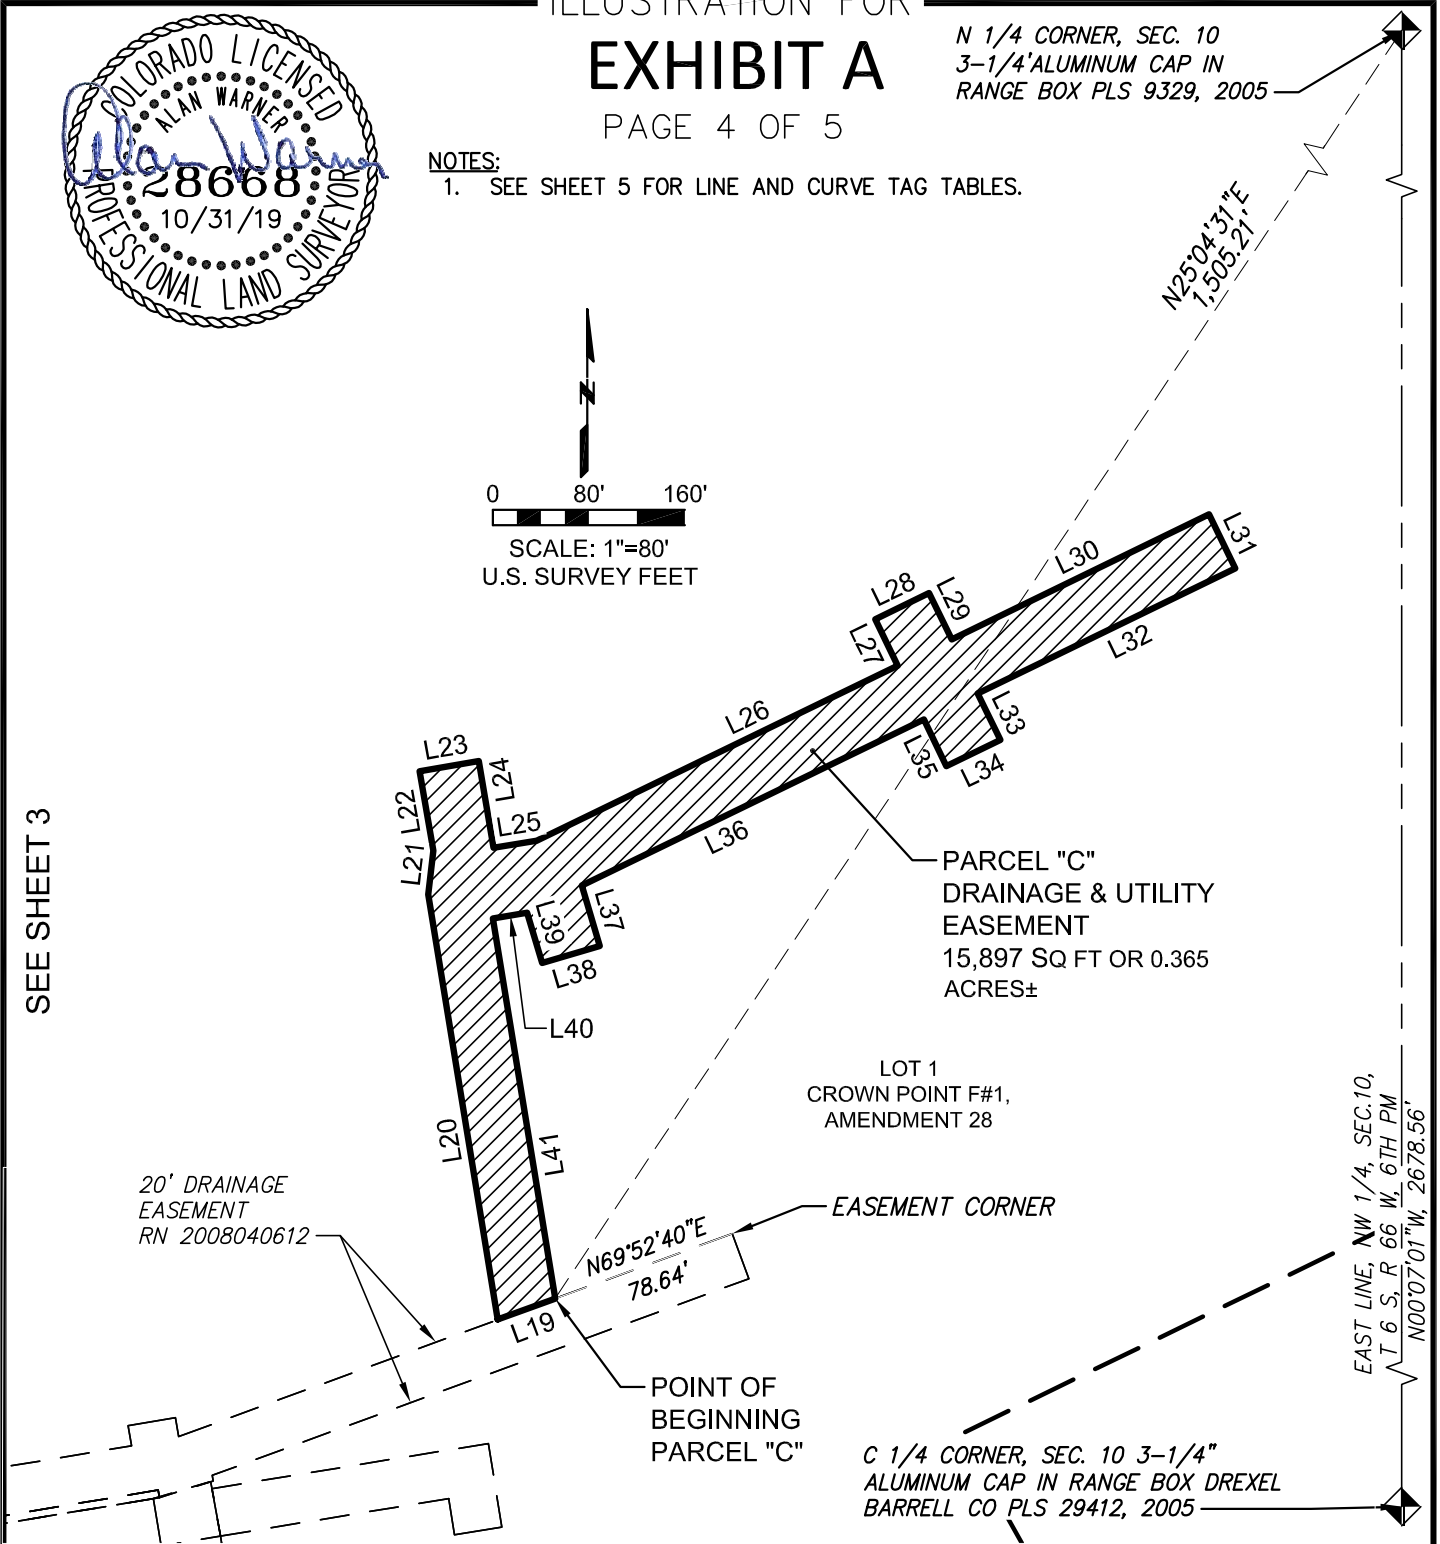 ILLUSTRATION FOR
EXHIBIT A
PAGE 4 OF 5
COLORADO LICENSED
ALAN WARNER
Alan Warner
28668
10/31/19
PROFESSIONAL LAND SURVEYOR
N 1/4 CORNER, SEC. 10
3-1/4'ALUMINUM CAP IN
RANGE BOX PLS 9329, 2005
NOTES:
1. SEE SHEET 5 FOR LINE AND CURVE TAG TABLES.
N25°04'31"E
1,505.21'
N
0 80' 160'
SCALE: 1"=80'
U.S. SURVEY FEET
L31
L30
L28
L29
L27
L32
L26
L33
L35
L34
L23
L24
L22
L25
L21
L36
L37
L39
L38
L40
SEE SHEET 3
PARCEL "C"
DRAINAGE & UTILITY
EASEMENT
15,897 SQ FT OR 0.365
ACRES±
LOT 1
CROWN POINT F#1,
AMENDMENT 28
L20
L41
20' DRAINAGE
EASEMENT
RN 2008040612
EASEMENT CORNER
N69°52'40"E
78.64'
L19
EAST LINE, NW 1/4, SEC.10,
T 6 S, R 66 W, 6TH PM
N00°07'01"W, 2678.56'
POINT OF
BEGINNING
PARCEL "C"
C 1/4 CORNER, SEC. 10 3-1/4"
ALUMINUM CAP IN RANGE BOX DREXEL
BARRELL CO PLS 29412, 2005